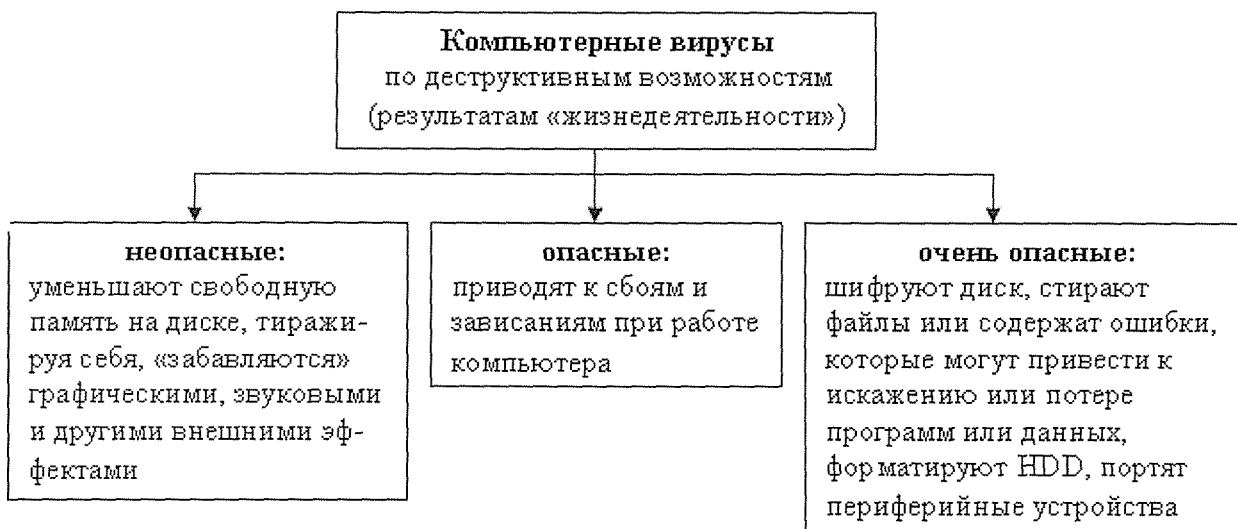 Компьютерные вирусы
по деструктивным возможностям
(результатам «жизнедеятельности»)
неопасные:
уменьшают свободную
память на диске, тиражи-
руя себя, «забавляются»
графическими, звуковыми
и другими внешними эф-
фектами
опасные:
приводят к сбоям и
зависаниям при работе
компьютера
очень опасные:
шифруют диск, стирают
файлы или содержат ошибки,
которые могут привести к
искажению или потере
программ или данных,
форматируют HDD, портят
периферийные устройства